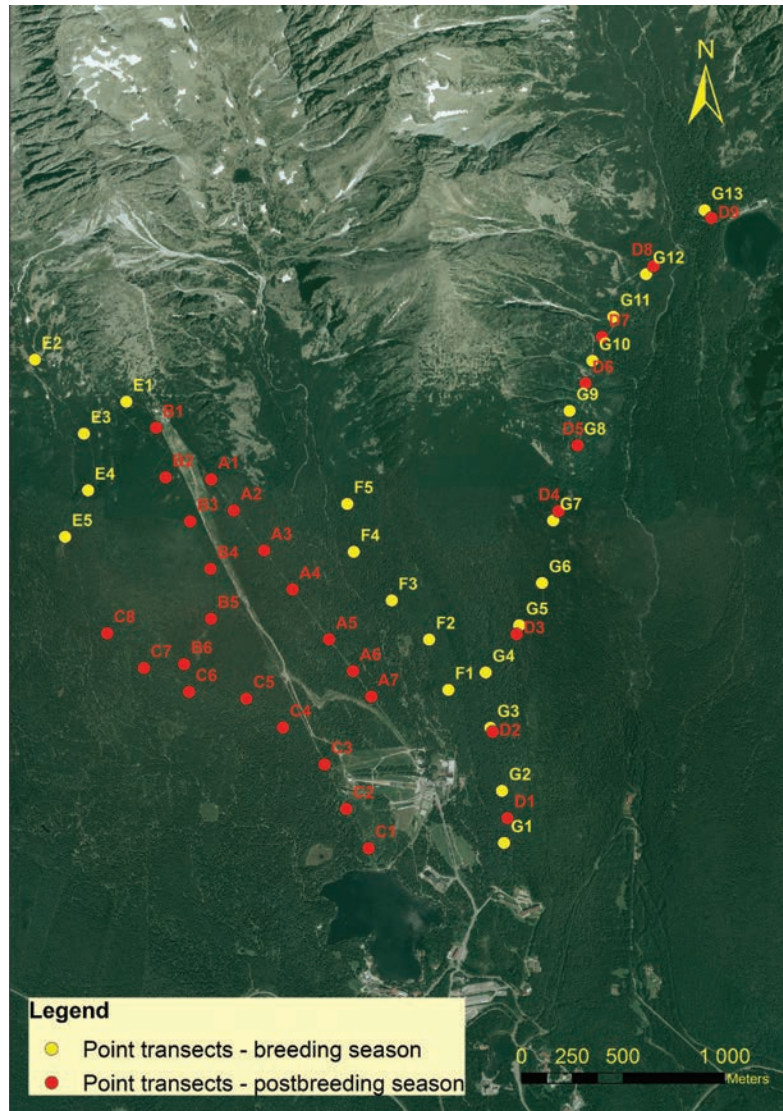 N
G13
D9
D8
G12
G11
D7
G10
E2
D6
E1
G9
E3
B1
D5 G8
B2
A1
E4
F5
A2
D4
B3
G7
E5
A3
F4
B4
A4
G6
F3
B5
G5
C8
A5
F2
D3
C7
B6
A6
G4
C6
C5
A7
F1
C4
G3
D2
C3
G2
C2
D1
G1
C1
Legend
Point transects - breeding season
Point transects - postbreeding season
0 250 500 1 000
Meters